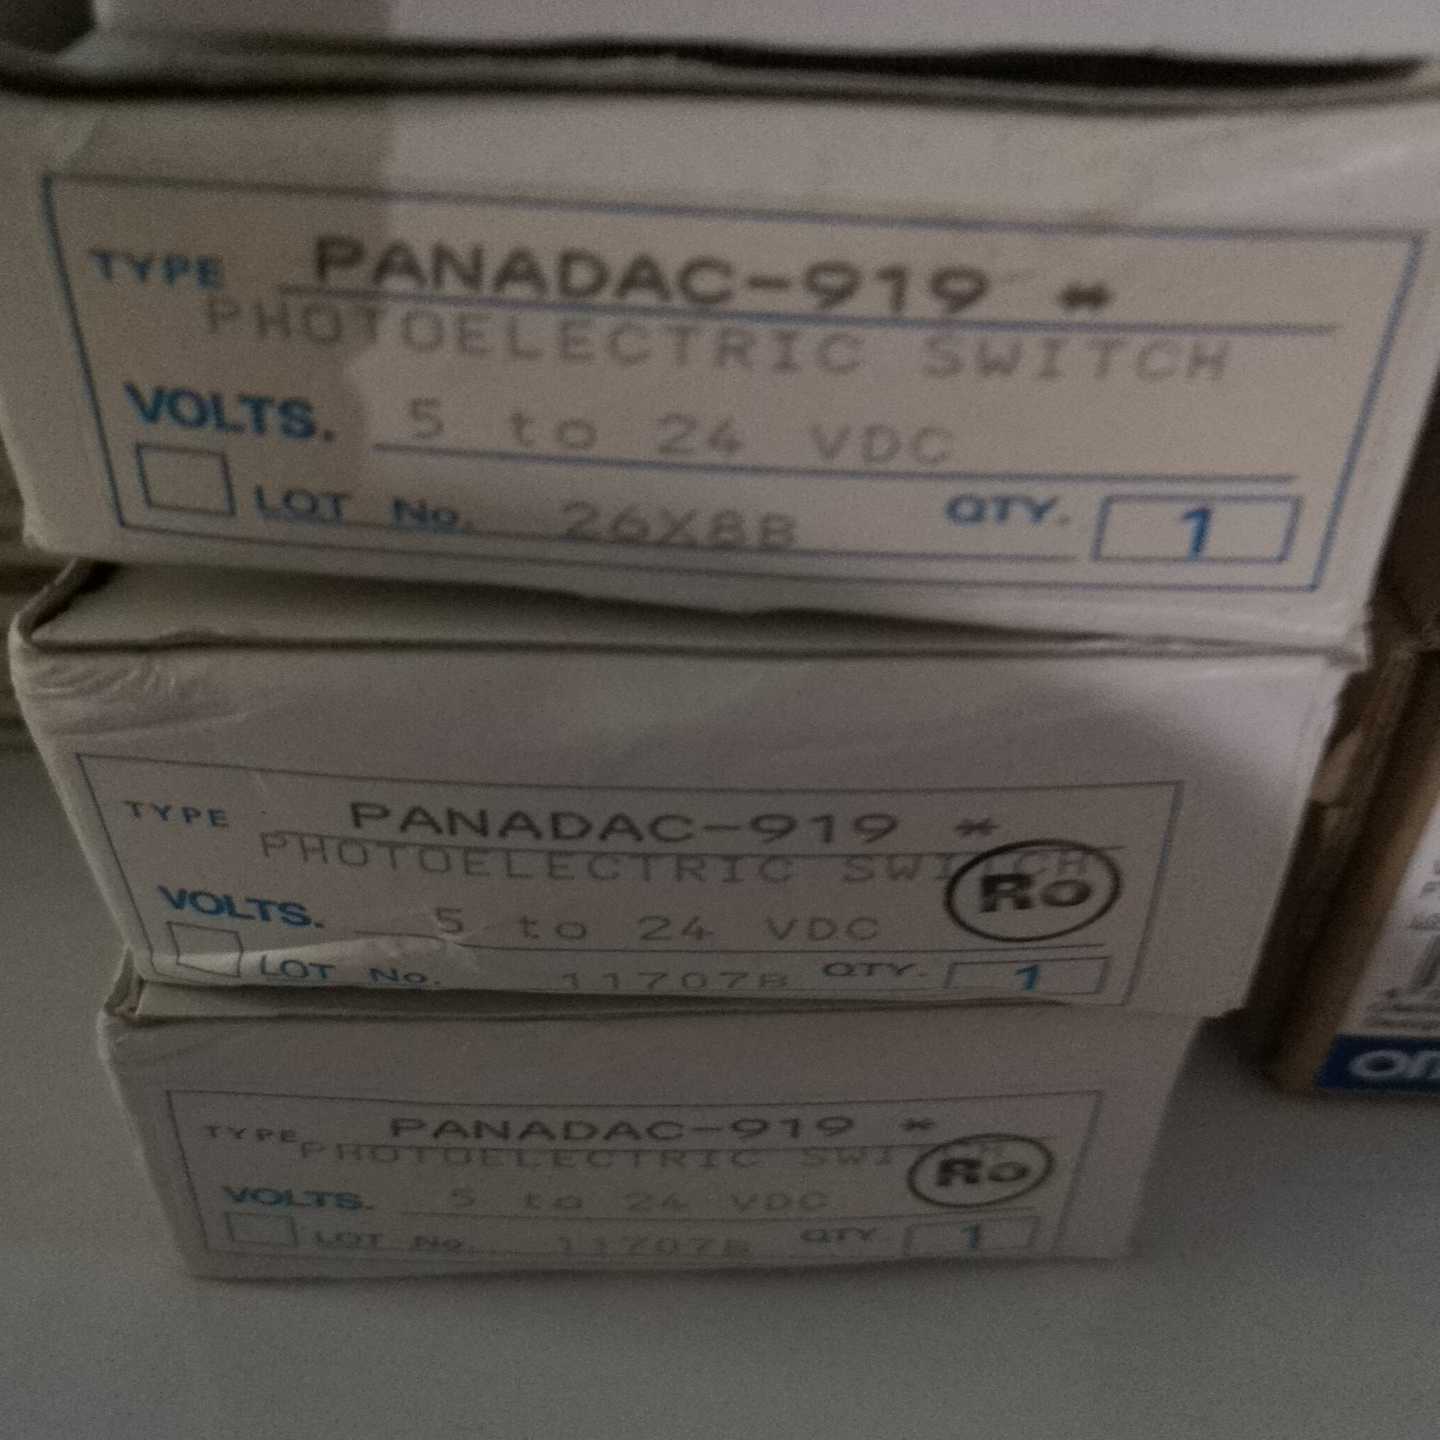 TYPE PANADAC-919 *
PHOTOELECTRIC SWITCH
VOLTS. 5 to 24 VDC
LOT No. 26X8B QTY. 1
TYPE PANADAC-919 *
PHOTOELECTRIC SWITCH
Ro
VOLTS. 5 to 24 VDC
LOT No. 11707B QTY. 1
TYPE PANADAC-919 *
PHOTOELECTRIC
Ro
VOLTS. 5 to 24 VDC
LOT No. 11707B QTY 1